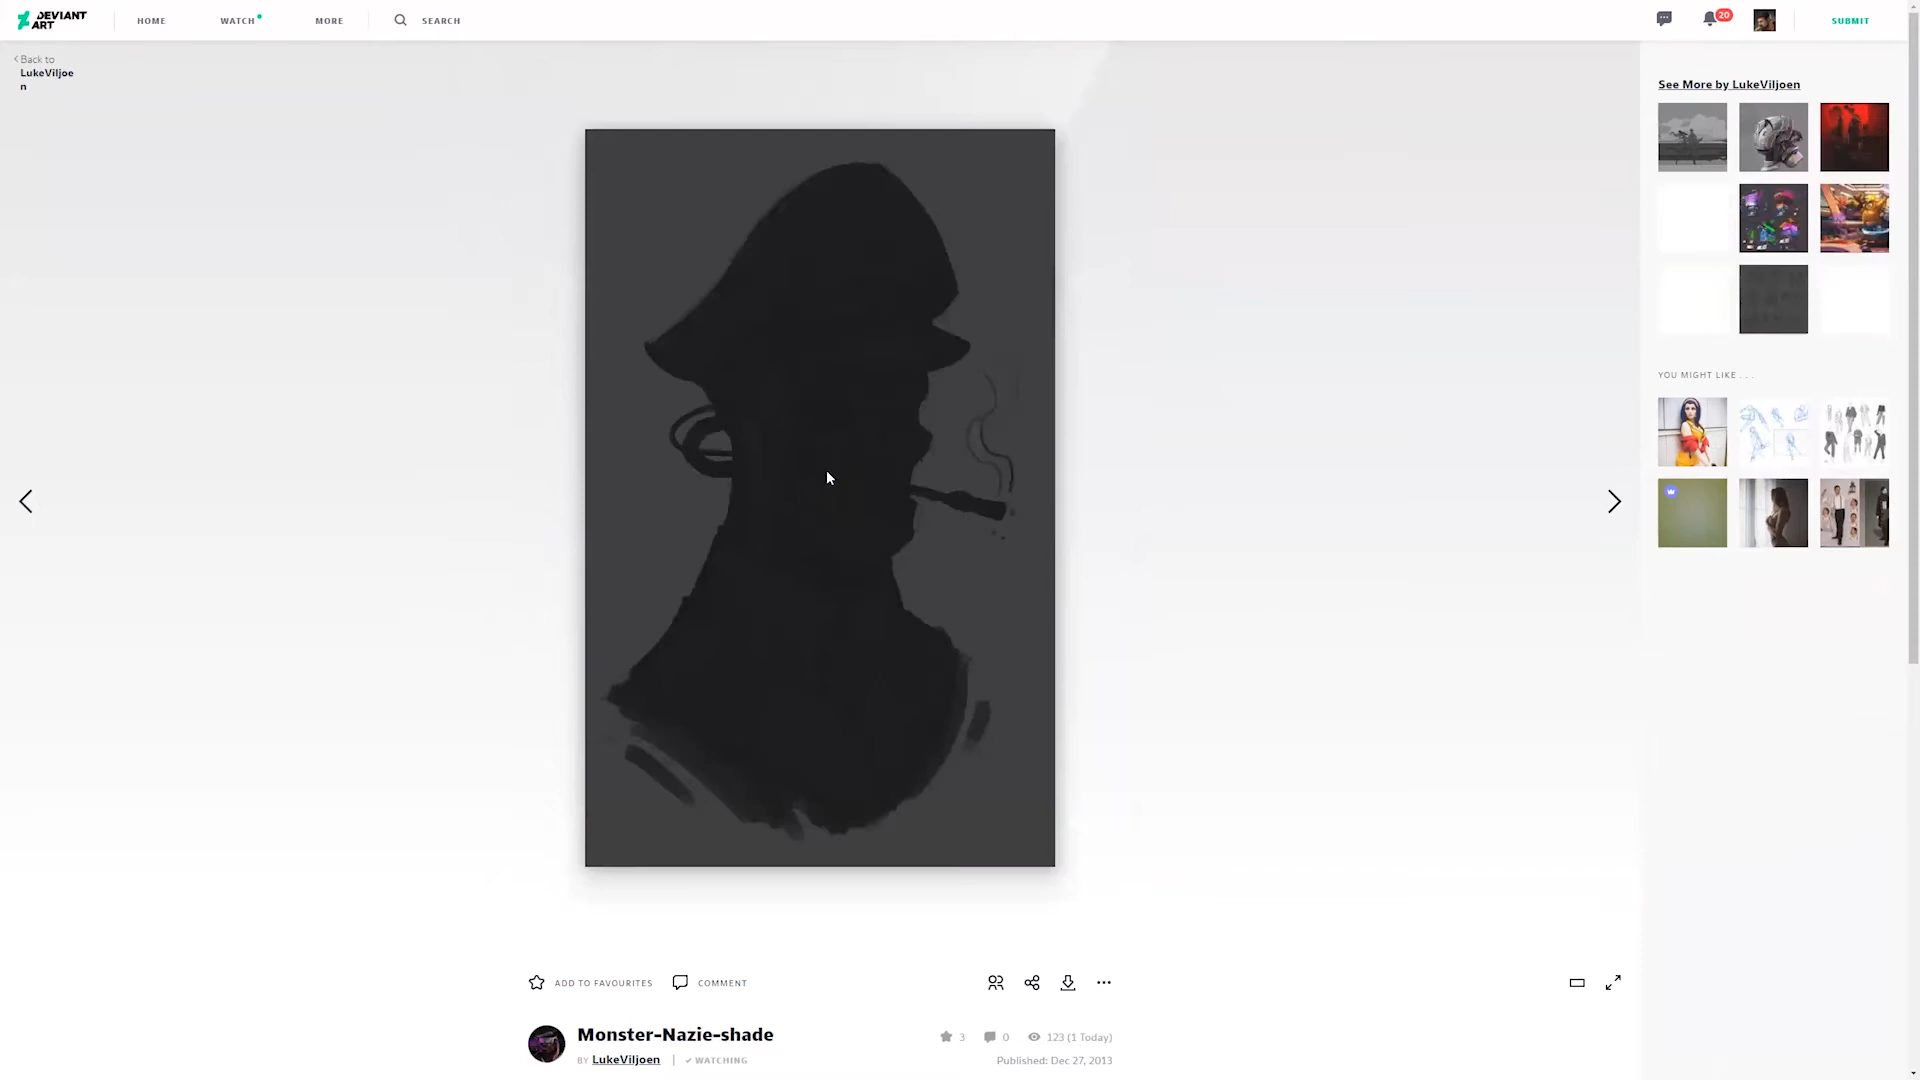 DEVIANT
ART
HOME
WATCH
MORE
SEARCH
20
SUBMIT
Back to
LukeViljoe
n
See More by LukeViljoen
YOU MIGHT LIKE . . .
ADD TO FAVOURITES
COMMENT
Monster-Nazie-shade
3
0
123 (1 Today)
BY LukeViljoen
✓ WATCHING
Published: Dec 27, 2013